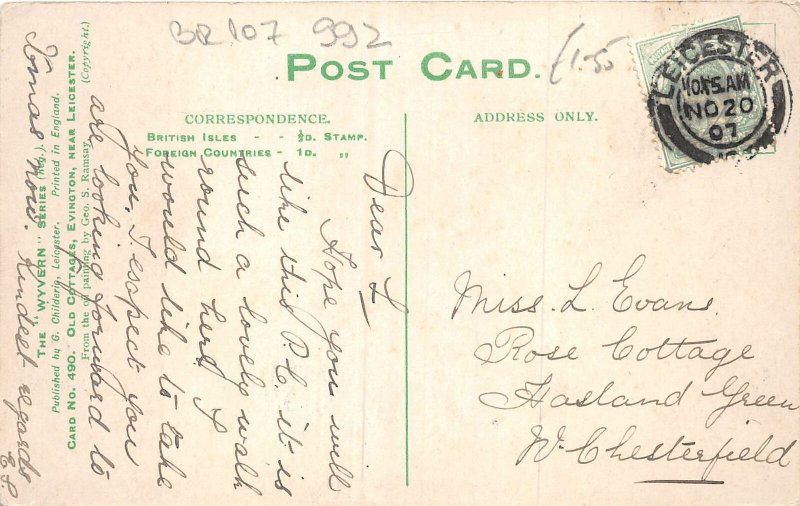 BR 107 992
£1.50
POST CARD.
CORRESPONDENCE.
BRITISH ISLES - - ½D. STAMP.
FOREIGN COUNTRIES - 1D. "
ADDRESS ONLY.
LEICESTER
10.15 AM
NO 20
07
THE "WYVERN" SERIES (Reg.).
Published by G. Childeric, Leicester. Printed in England.
CARD No. 490. OLD COTTAGES, EVINGTON, NEAR LEICESTER.
From the oil painting by Geo. S. Ramsay. (Copyright.)
Dear L
Hope you will
like this P.C. it is
such a lovely walk
round here. I
would like to take
you. I expect you
are looking forward to
Xmas now. Kindest regards
Miss. L. Evans.
Rose Cottage
Hasland Green
Nr Chesterfield